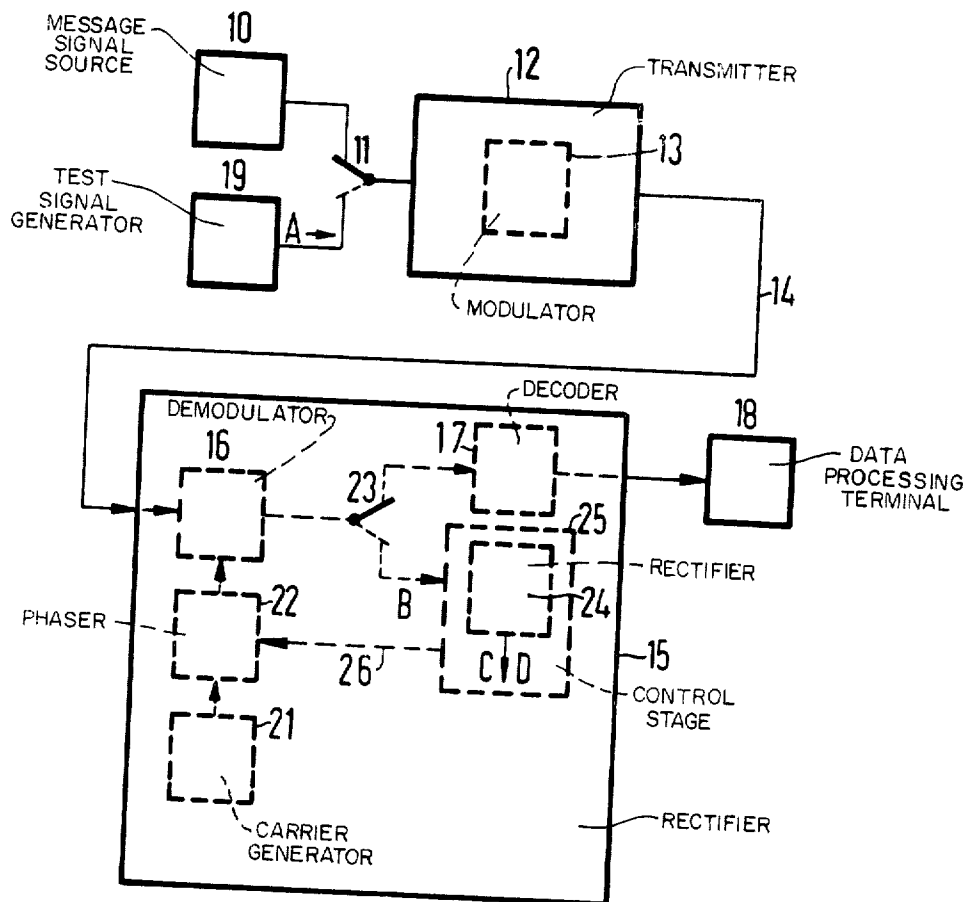 MESSAGE
SIGNAL
SOURCE
10
12
TRANSMITTER
11
13
19
TEST
SIGNAL
GENERATOR
A
MODULATOR
14
DECODER
DEMODULATOR
16
17
18
23
DATA
PROCESSING
TERMINAL
25
RECTIFIER
24
22
B
PHASER
26
C D
15
CONTROL
STAGE
21
RECTIFIER
CARRIER
GENERATOR